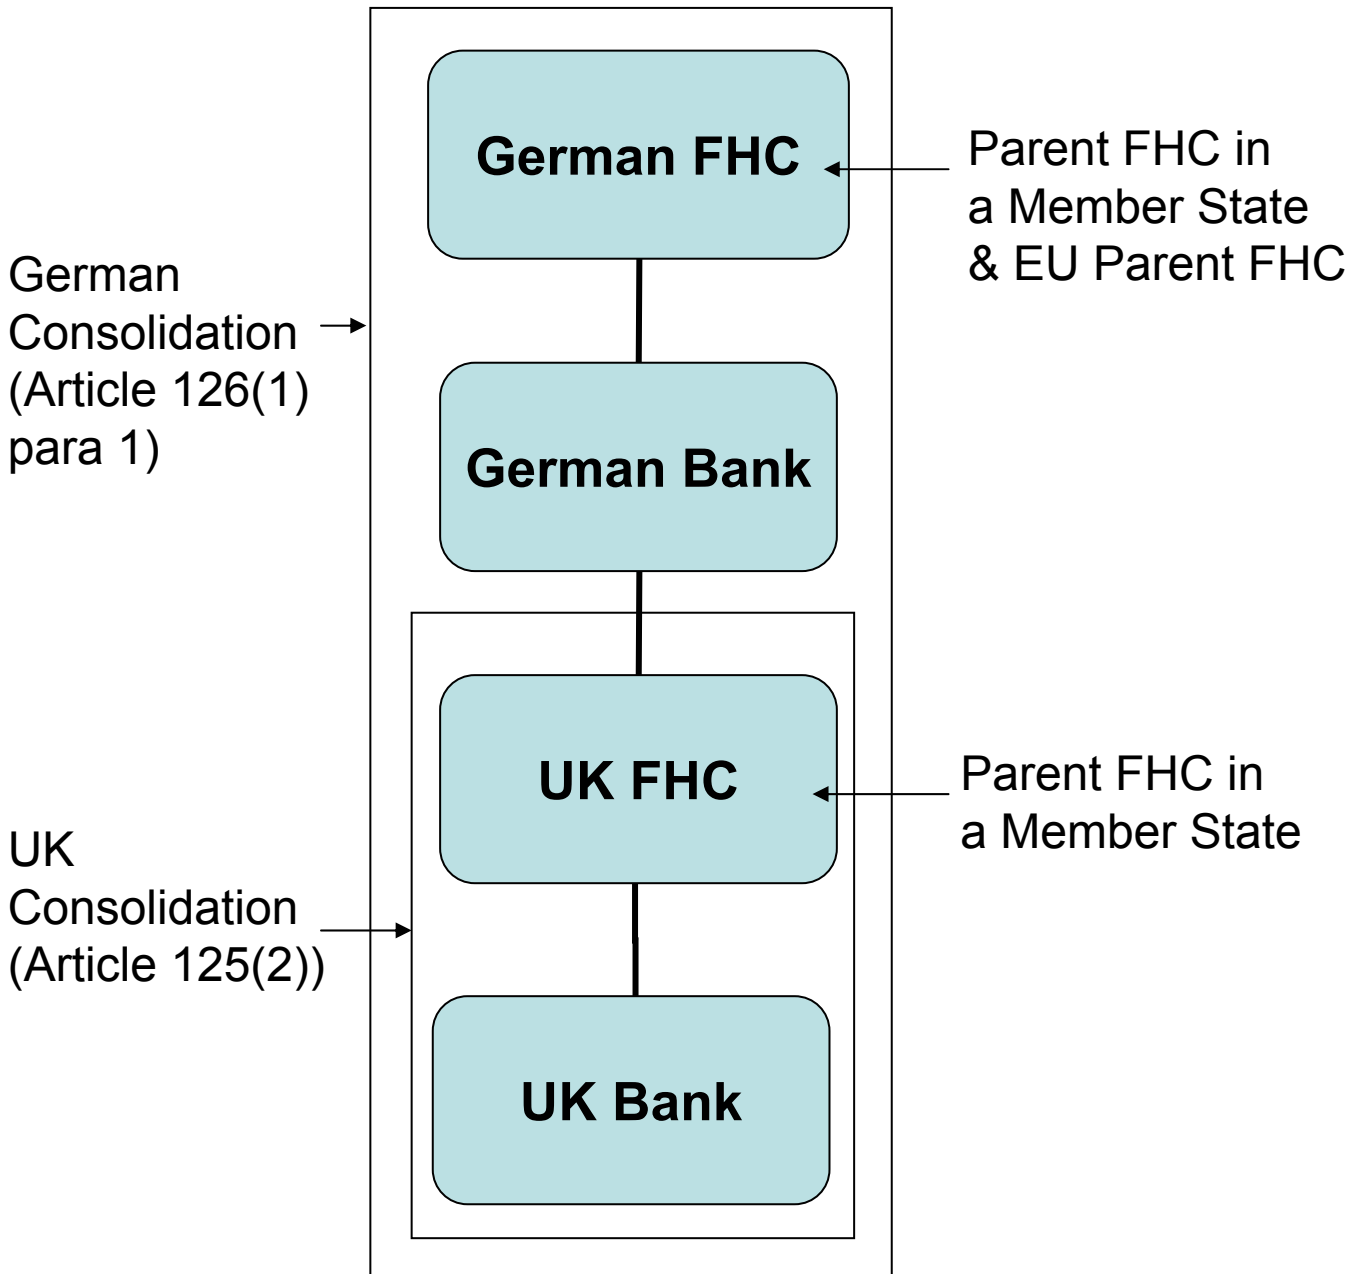 German FHC
Parent FHC in
a Member State
& EU Parent FHC
German
Consolidation
(Article 126(1)
para 1)
German Bank
UK FHC
Parent FHC in
a Member State
UK
Consolidation
(Article 125(2))
UK Bank